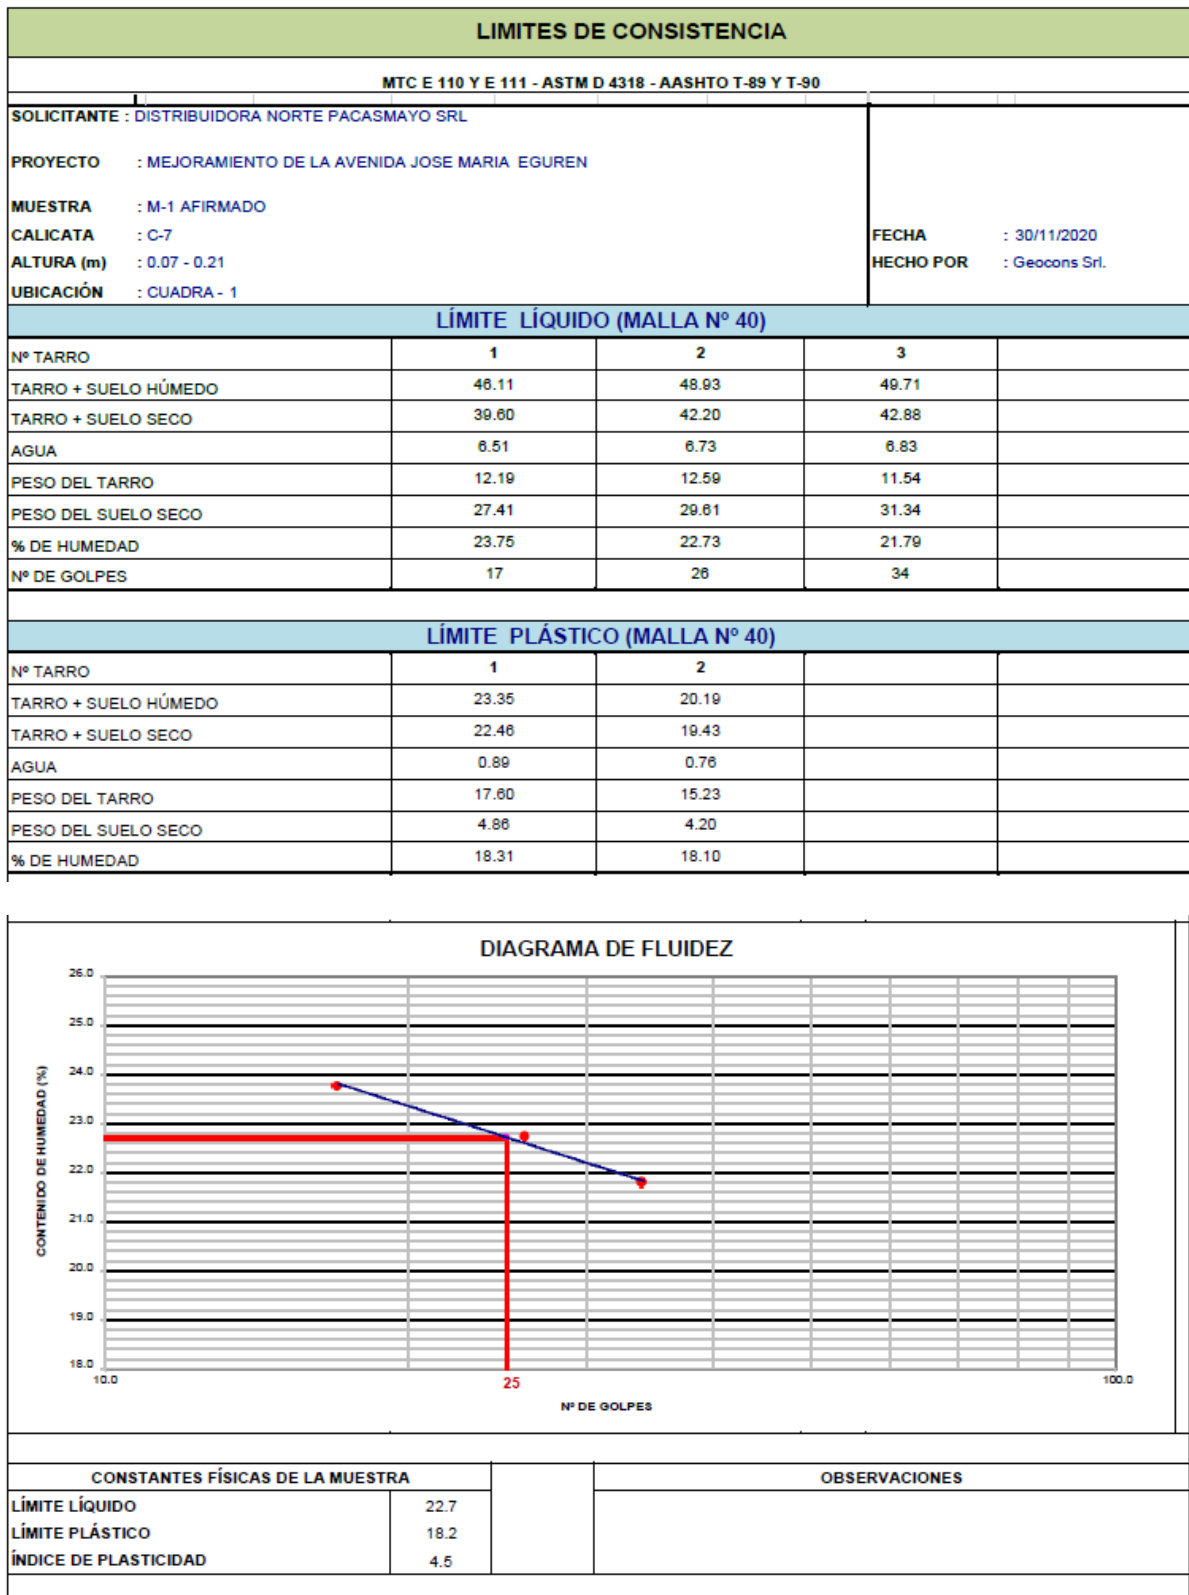 LIMITES DE CONSISTENCIA
MTC E 110 Y E 111 - ASTM D 4318 - AASHTO T-89 Y T-90
SOLICITANTE : DISTRIBUIDORA NORTE PACASMAYO SRL
PROYECTO : MEJORAMIENTO DE LA AVENIDA JOSE MARIA EGUREN
MUESTRA : M-1 AFIRMADO
CALICATA : C-7 FECHA : 30/11/2020
ALTURA (m) : 0.07 - 0.21 HECHO POR : Geocons Srl.
UBICACIÓN : CUADRA - 1
LÍMITE LÍQUIDO (MALLA Nº 40)
Nº TARRO 1 2 3
TARRO + SUELO HÚMEDO 46.11 48.93 49.71
TARRO + SUELO SECO 39.60 42.20 42.88
AGUA 6.51 6.73 6.83
PESO DEL TARRO 12.19 12.59 11.54
PESO DEL SUELO SECO 27.41 29.61 31.34
% DE HUMEDAD 23.75 22.73 21.79
Nº DE GOLPES 17 26 34
LÍMITE PLÁSTICO (MALLA Nº 40)
Nº TARRO 1 2
TARRO + SUELO HÚMEDO 23.35 20.19
TARRO + SUELO SECO 22.46 19.43
AGUA 0.89 0.76
PESO DEL TARRO 17.60 15.23
PESO DEL SUELO SECO 4.86 4.20
% DE HUMEDAD 18.31 18.10
DIAGRAMA DE FLUIDEZ
CONTENIDO DE HUMEDAD (%)
26.0
25.0
24.0
23.0
22.0
21.0
20.0
19.0
18.0
10.0 25 100.0
Nº DE GOLPES
CONSTANTES FÍSICAS DE LA MUESTRA OBSERVACIONES
LÍMITE LÍQUIDO 22.7
LÍMITE PLÁSTICO 18.2
ÍNDICE DE PLASTICIDAD 4.5